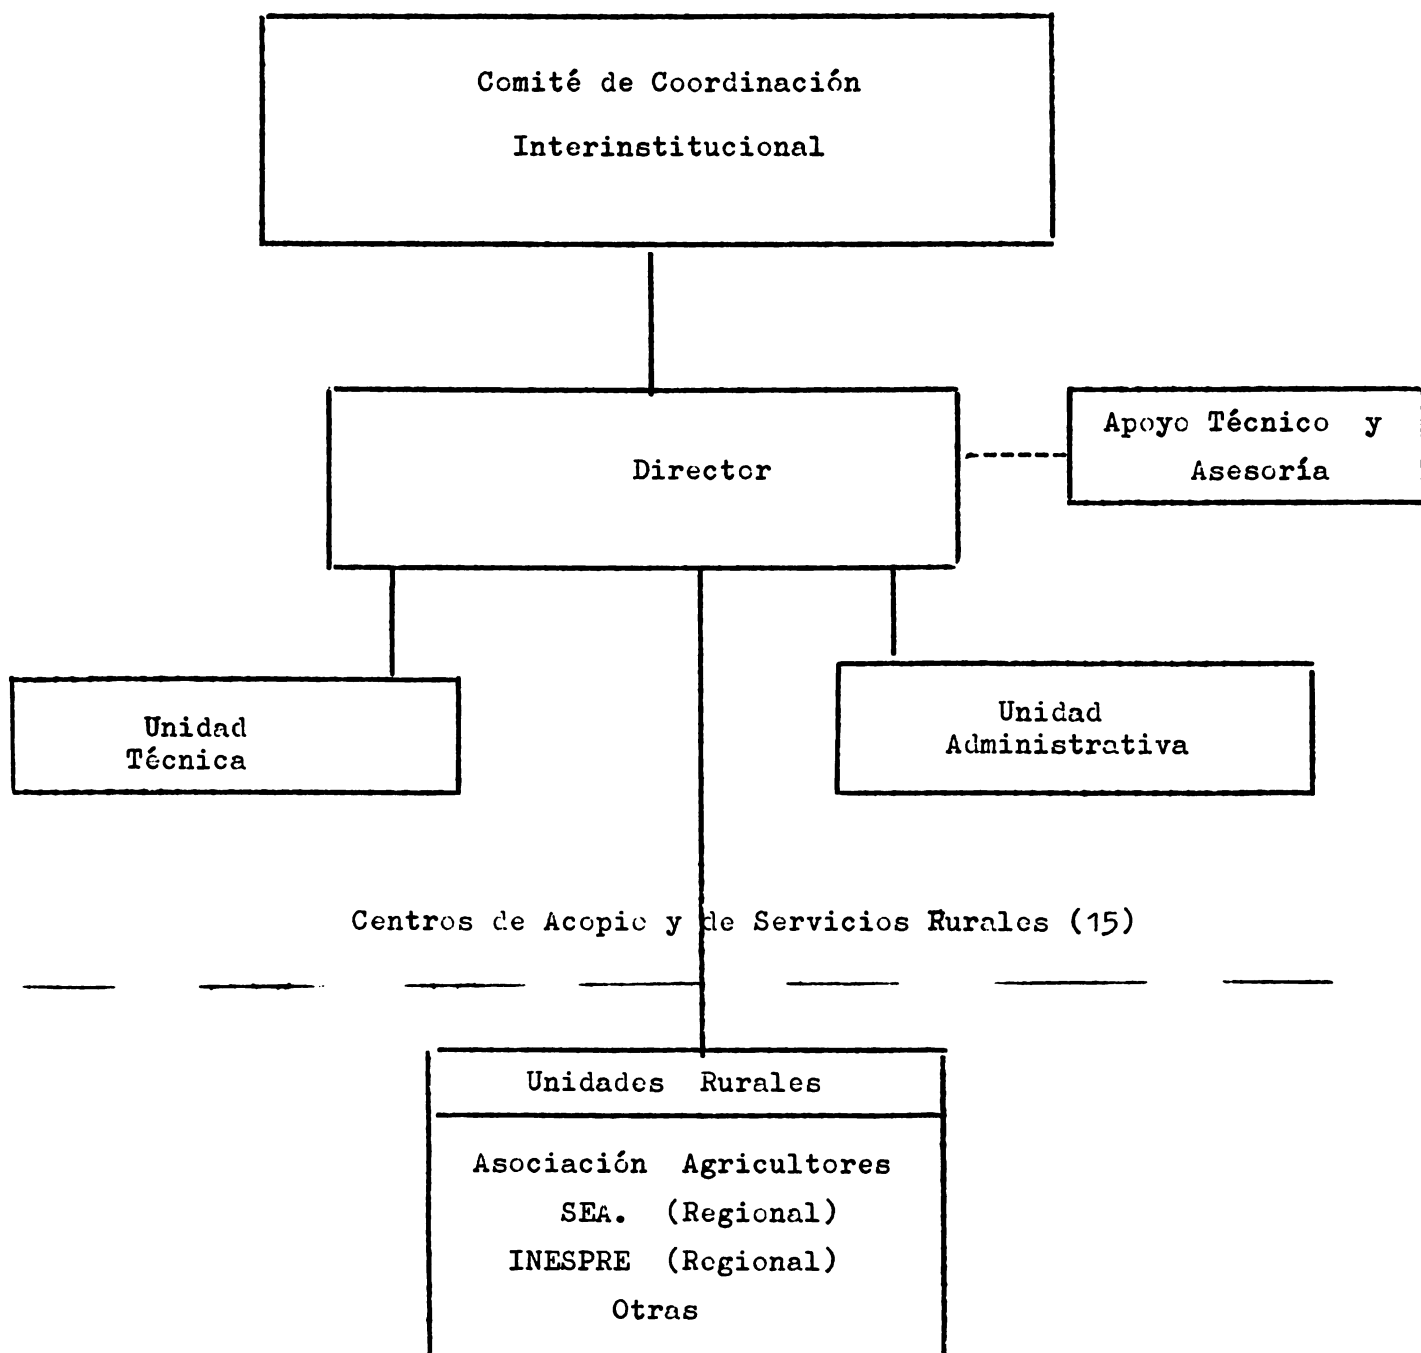 Comité de Coordinación
Interinstitucional
Director
Apoyo Técnico y
Asesoría
Unidad
Técnica
Unidad
Administrativa
Centros de Acopio y de Servicios Rurales (15)
Unidades Rurales
Asociación Agricultores
SEA. (Regional)
INESPRE (Regional)
Otras